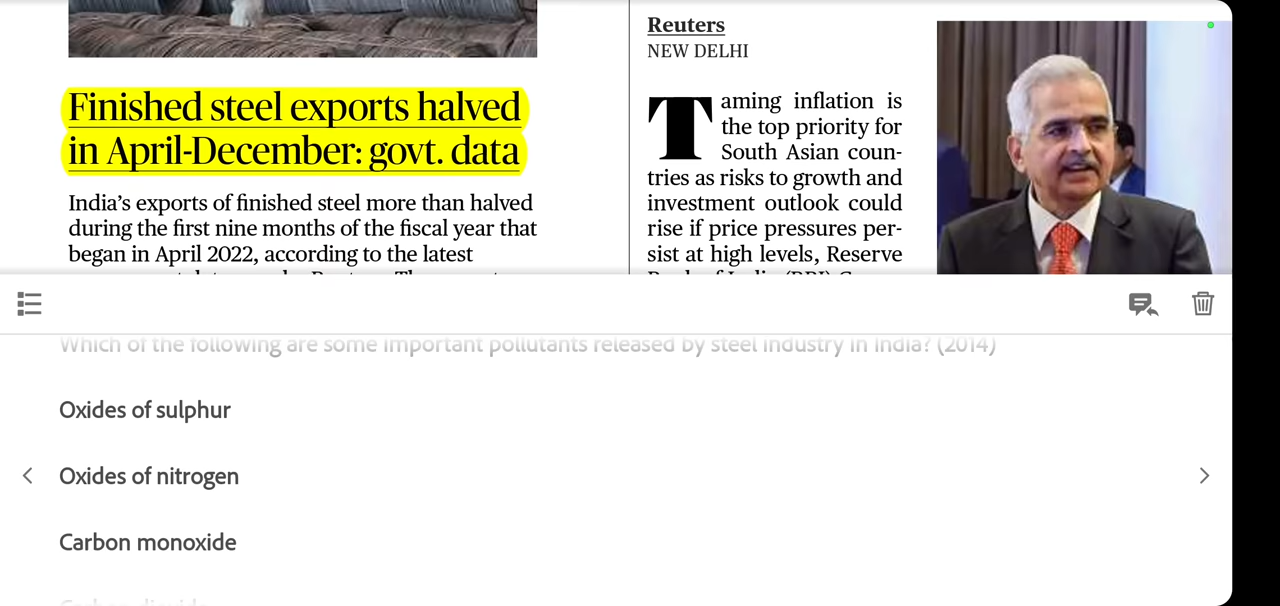 Finished steel exports halved
in April-December: govt. data
India's exports of finished steel more than halved
during the first nine months of the fiscal year that
began in April 2022, according to the latest
Reuters
NEW DELHI
Taming inflation is
the top priority for
South Asian coun-
tries as risks to growth and
investment outlook could
rise if price pressures per-
sist at high levels, Reserve
Which of the following are some important pollutants released by steel industry in India? (2014)
Oxides of sulphur
Oxides of nitrogen
Carbon monoxide